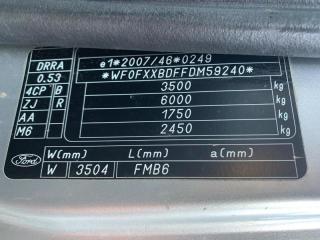 DRRA e1*2007/46*0249
0.53 *WF0FXXBDFFDM59240*
4CP B 3500 kg
ZJ R 6000 kg
AA 1750 kg
M6 2450 kg
Ford W(mm) L(mm) a(mm)
W 3504 FMB6